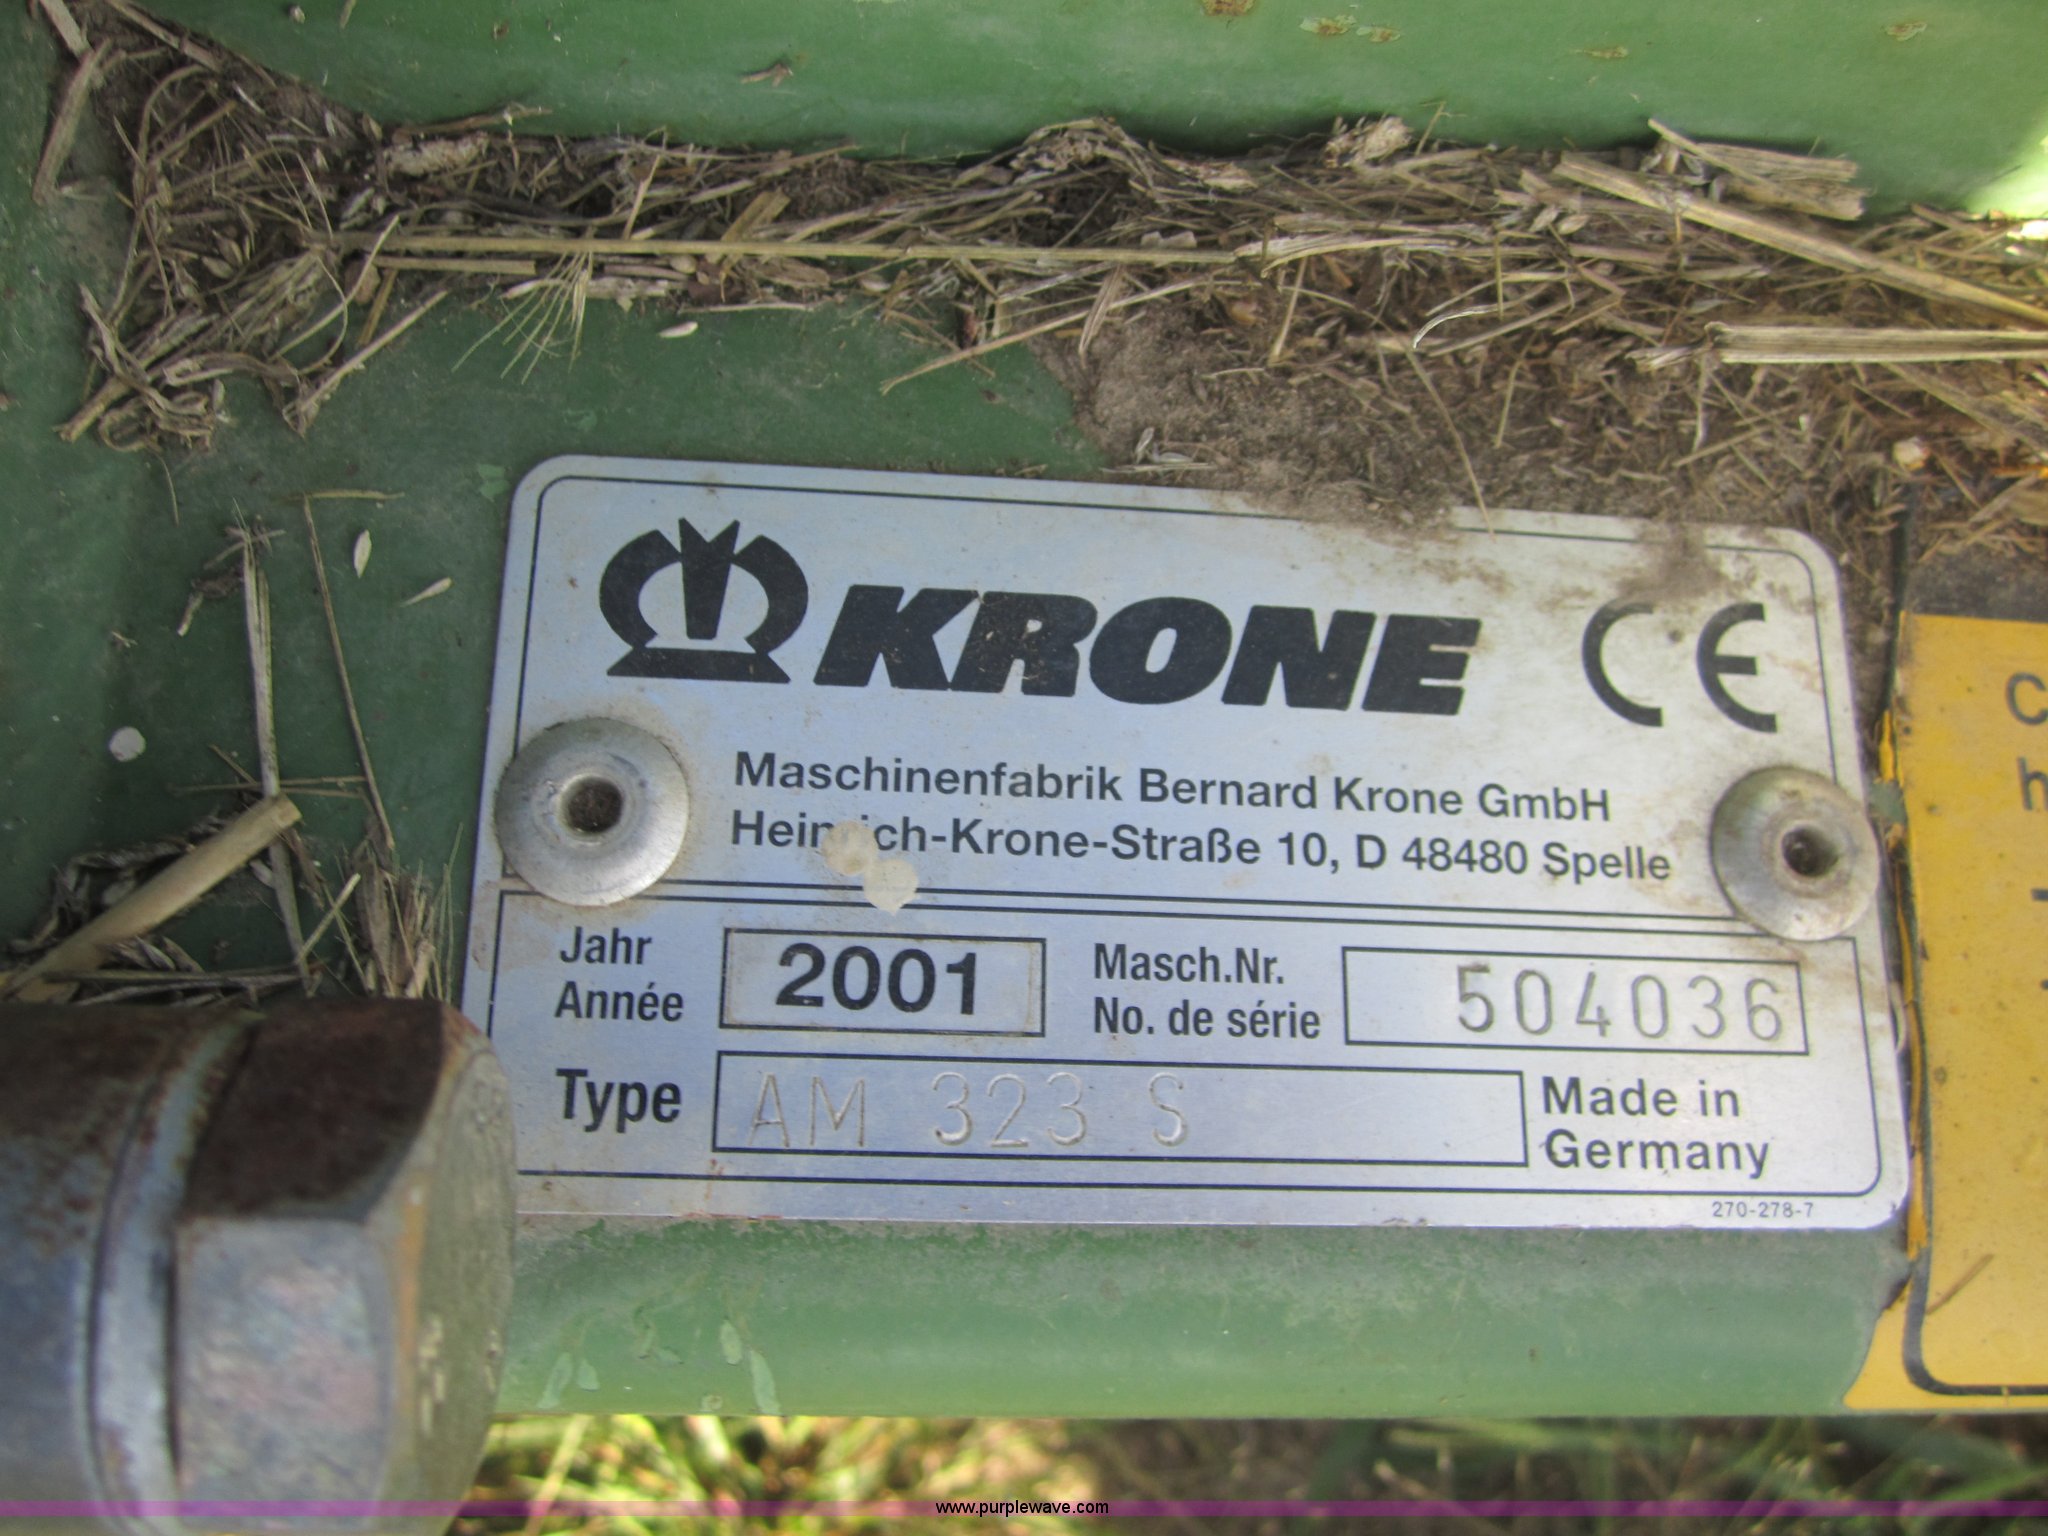 KRONE CE
Maschinenfabrik Bernard Krone GmbH
Heinrich-Krone-Straße 10, D 48480 Spelle
Jahr
Année
2001
Masch.Nr.
No. de série
504036
Type
AM 323 S
Made in
Germany
270-278-7
www.purplewave.com